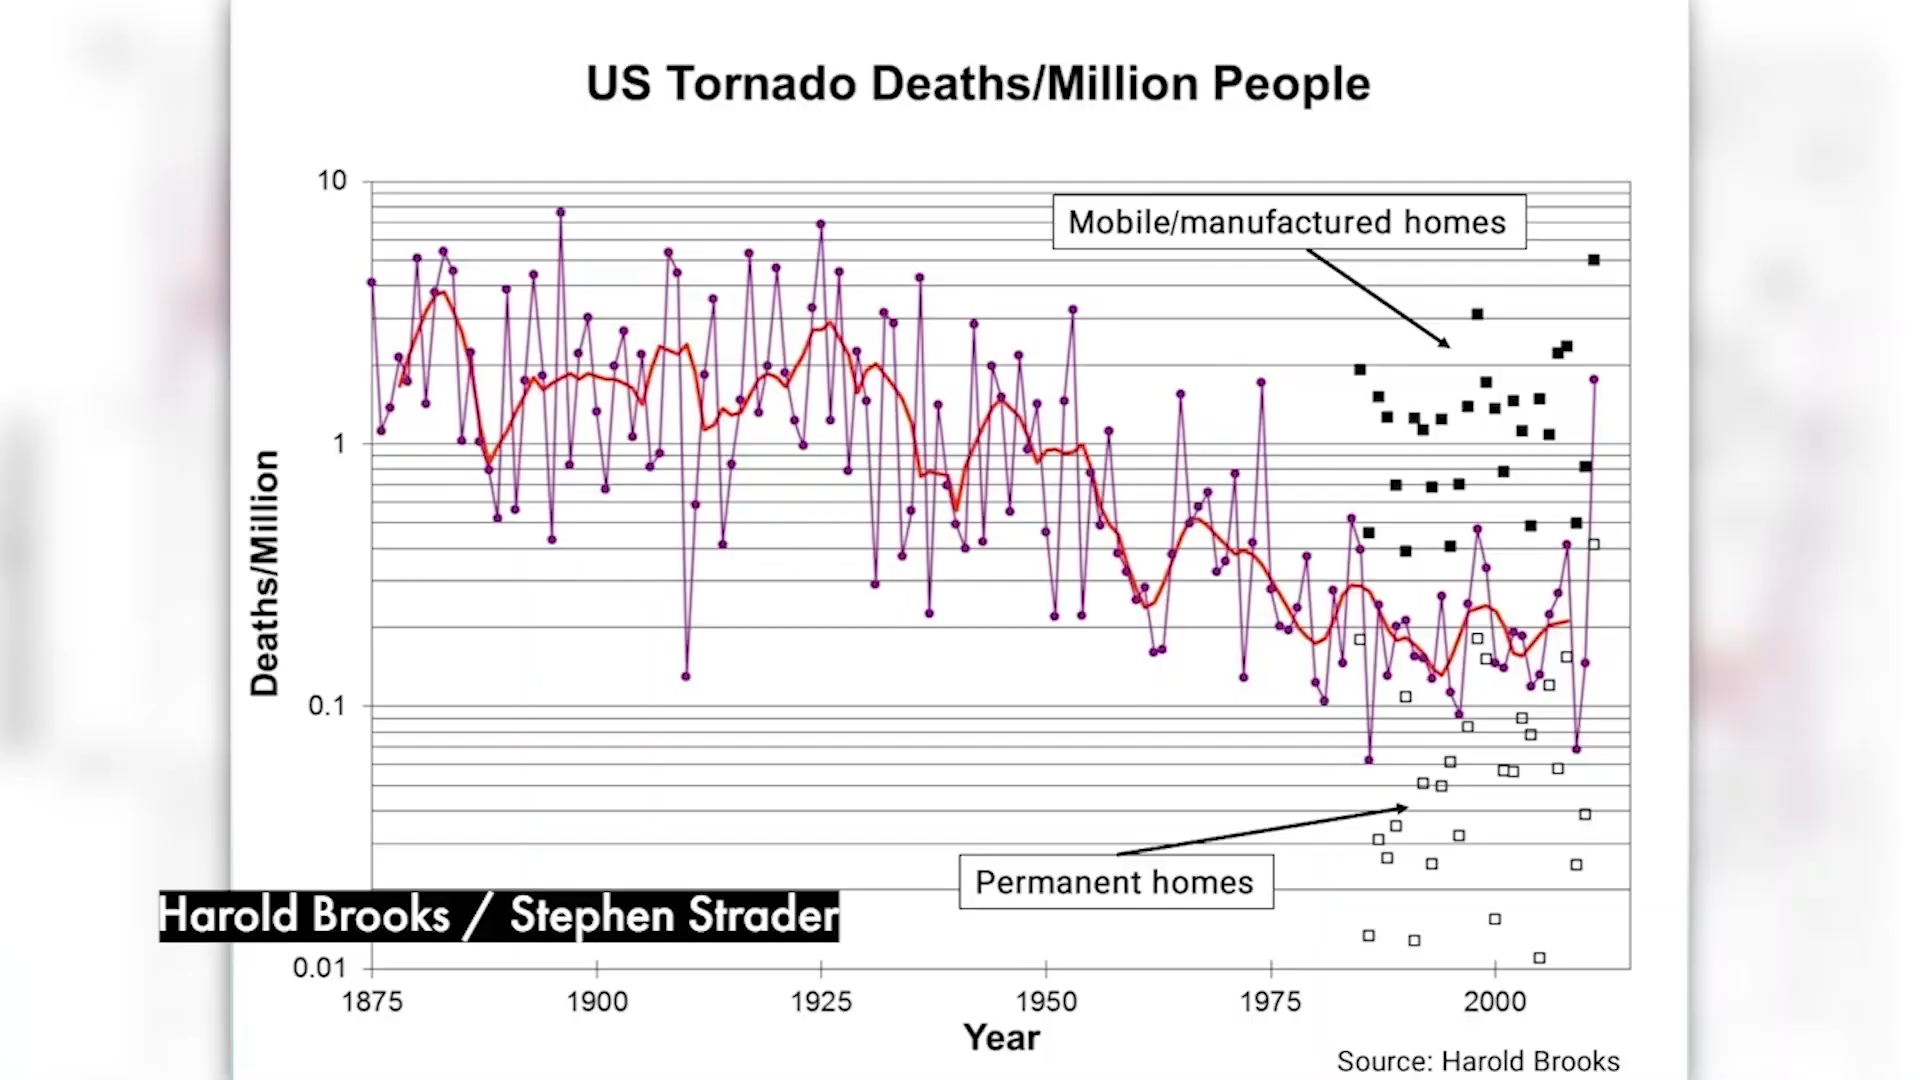 US Tornado Deaths/Million People
10
Mobile/manufactured homes
1
Deaths/Million
0.1
Permanent homes
Harold Brooks / Stephen Strader
0.01
1875 1900 1925 1950 1975 2000
Year
Source: Harold Brooks